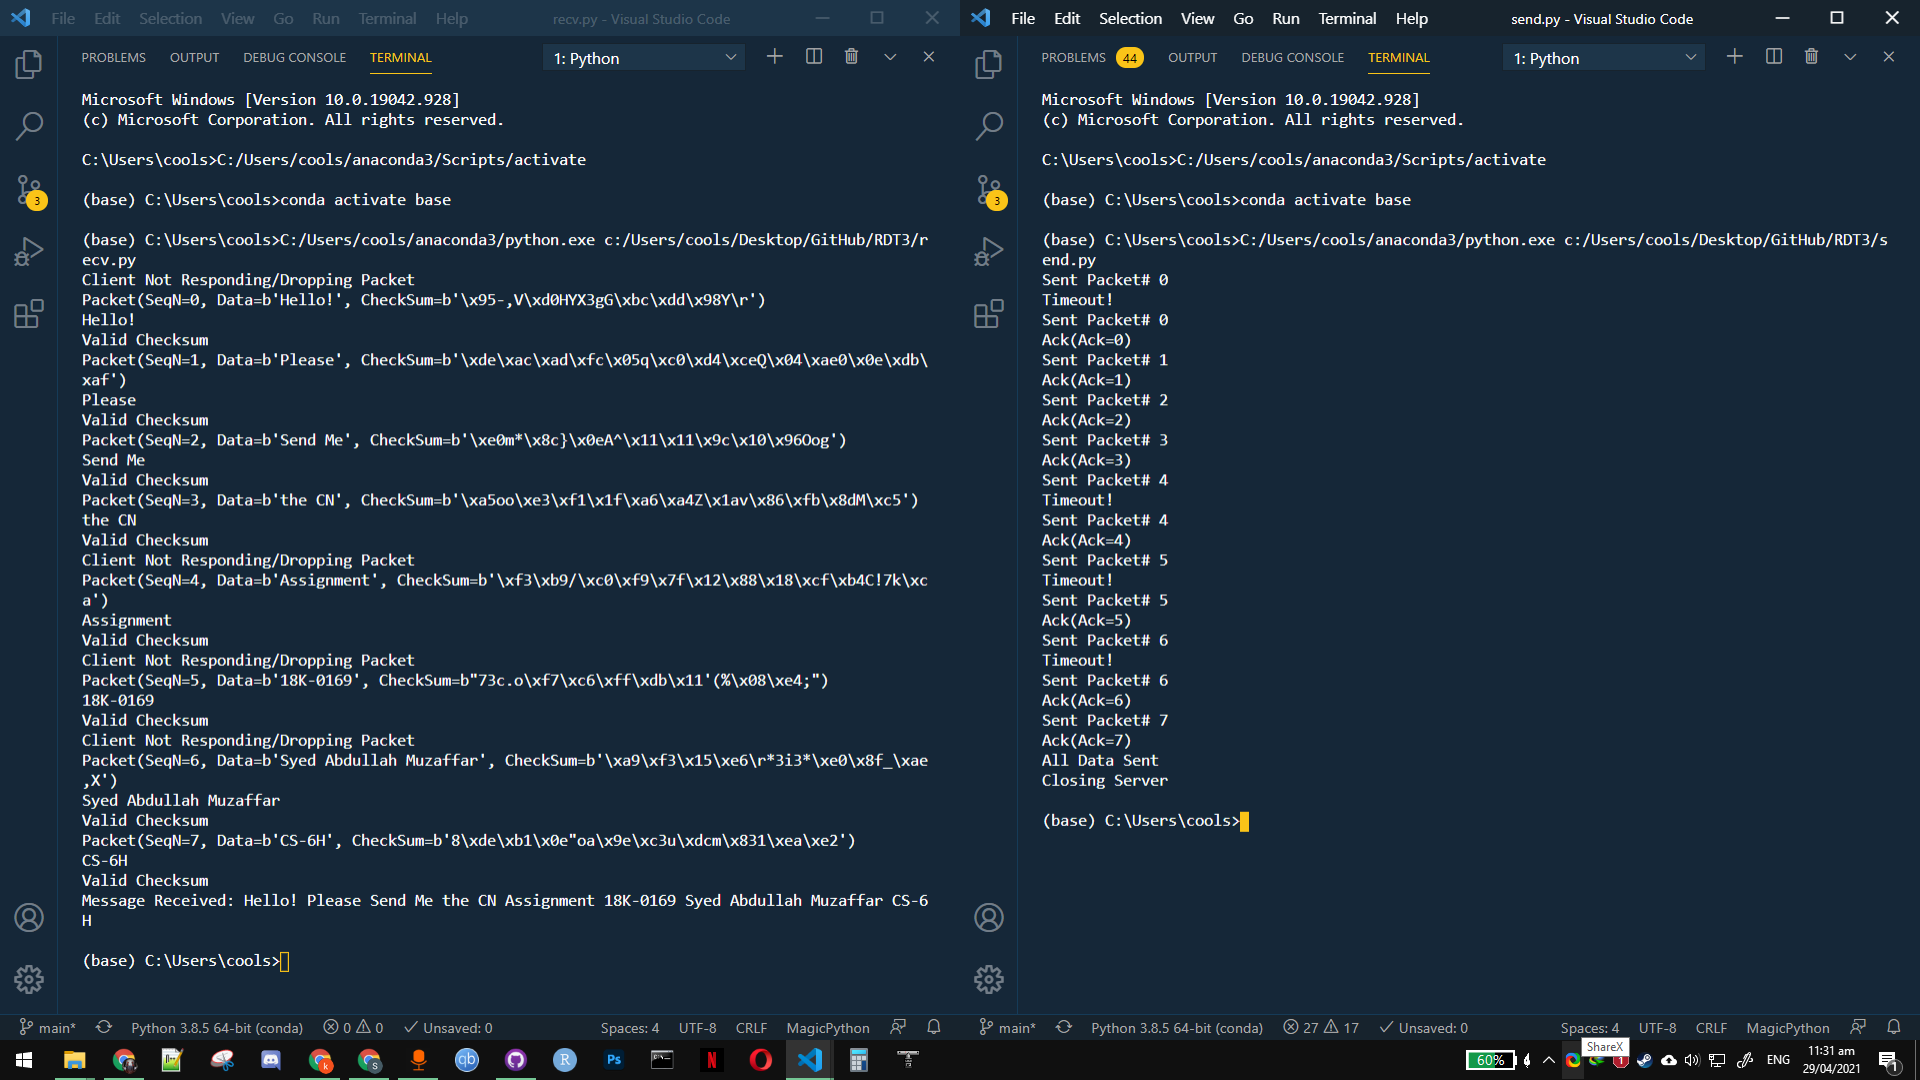 File Edit Selection View Go Run Terminal Help recv.py - Visual Studio Code
PROBLEMS OUTPUT DEBUG CONSOLE TERMINAL 1: Python
Microsoft Windows [Version 10.0.19042.928]
(c) Microsoft Corporation. All rights reserved.
C:\Users\cools>C:/Users/cools/anaconda3/Scripts/activate
(base) C:\Users\cools>conda activate base
(base) C:\Users\cools>C:/Users/cools/anaconda3/python.exe c:/Users/cools/Desktop/GitHub/RDT3/r
ecv.py
Client Not Responding/Dropping Packet
Packet(SeqN=0, Data=b'Hello!', CheckSum=b'\x95-,V\xd0HYX3gG\xbc\xdd\x98Y\r')
Hello!
Valid Checksum
Packet(SeqN=1, Data=b'Please', CheckSum=b'\xde\xac\xad\xfc\x05q\xc0\xd4\xceQ\x04\xae0\x0e\xdb\
xaf')
Please
Valid Checksum
Packet(SeqN=2, Data=b'Send Me', CheckSum=b'\xe0m*\x8c}\x0eA^\x11\x11\x9c\x10\x96Oog')
Send Me
Valid Checksum
Packet(SeqN=3, Data=b'the CN', CheckSum=b'\xa5oo\xe3\xf1\x1f\xa6\xa4Z\x1av\x86\xfb\x8dM\xc5')
the CN
Valid Checksum
Client Not Responding/Dropping Packet
Packet(SeqN=4, Data=b'Assignment', CheckSum=b'\xf3\xb9/\xc0\xf9\x7f\x12\x88\x18\xcf\xb4C!7k\xc
a')
Assignment
Valid Checksum
Client Not Responding/Dropping Packet
Packet(SeqN=5, Data=b'18K-0169', CheckSum=b"73c.o\xf7\xc6\xff\xdb\x11'(%\x08\xe4;")
18K-0169
Valid Checksum
Client Not Responding/Dropping Packet
Packet(SeqN=6, Data=b'Syed Abdullah Muzaffar', CheckSum=b'\xa9\xf3\x15\xe6\r*3i3*\xe0\x8f_\xae
,X')
Syed Abdullah Muzaffar
Valid Checksum
Packet(SeqN=7, Data=b'CS-6H', CheckSum=b'8\xde\xb1\x0e"oa\x9e\xc3u\xdcm\x831\xea\xe2')
CS-6H
Valid Checksum
Message Received: Hello! Please Send Me the CN Assignment 18K-0169 Syed Abdullah Muzaffar CS-6
H
(base) C:\Users\cools>
3
main* Python 3.8.5 64-bit (conda) 0 0 Unsaved: 0 Spaces: 4 UTF-8 CRLF MagicPython
File Edit Selection View Go Run Terminal Help send.py - Visual Studio Code
PROBLEMS 44 OUTPUT DEBUG CONSOLE TERMINAL 1: Python
Microsoft Windows [Version 10.0.19042.928]
(c) Microsoft Corporation. All rights reserved.
C:\Users\cools>C:/Users/cools/anaconda3/Scripts/activate
(base) C:\Users\cools>conda activate base
(base) C:\Users\cools>C:/Users/cools/anaconda3/python.exe c:/Users/cools/Desktop/GitHub/RDT3/s
end.py
Sent Packet# 0
Timeout!
Sent Packet# 0
Ack(Ack=0)
Sent Packet# 1
Ack(Ack=1)
Sent Packet# 2
Ack(Ack=2)
Sent Packet# 3
Ack(Ack=3)
Sent Packet# 4
Timeout!
Sent Packet# 4
Ack(Ack=4)
Sent Packet# 5
Timeout!
Sent Packet# 5
Ack(Ack=5)
Sent Packet# 6
Timeout!
Sent Packet# 6
Ack(Ack=6)
Sent Packet# 7
Ack(Ack=7)
All Data Sent
Closing Server
(base) C:\Users\cools>
3
main* Python 3.8.5 64-bit (conda) 27 17 Unsaved: 0 Spaces: 4 UTF-8 CRLF MagicPython
ShareX
k s qb R Ps N 60% 1 ENG 11:31 am
29/04/2021
1